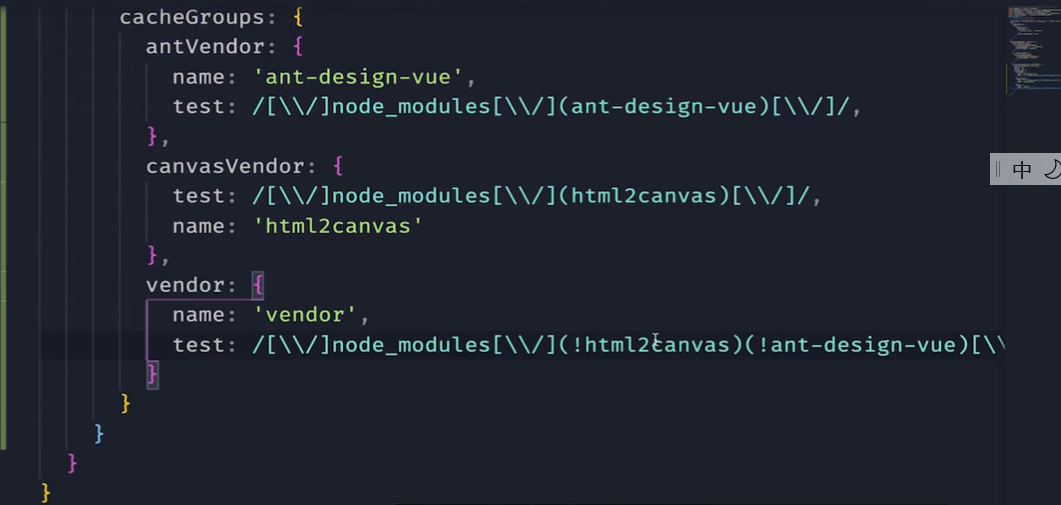 cacheGroups: {
antVendor: {
name: 'ant-design-vue',
test: /[\\/]node_modules[\\/](ant-design-vue)[\\/]/,
},
canvasVendor: {
test: /[\\/]node_modules[\\/](html2canvas)[\\/]/,
name: 'html2canvas'
},
vendor: {
name: 'vendor',
test: /[\\/]node_modules[\\/](!html2canvas)(!ant-design-vue)[\\
}
}
}
}
}
中